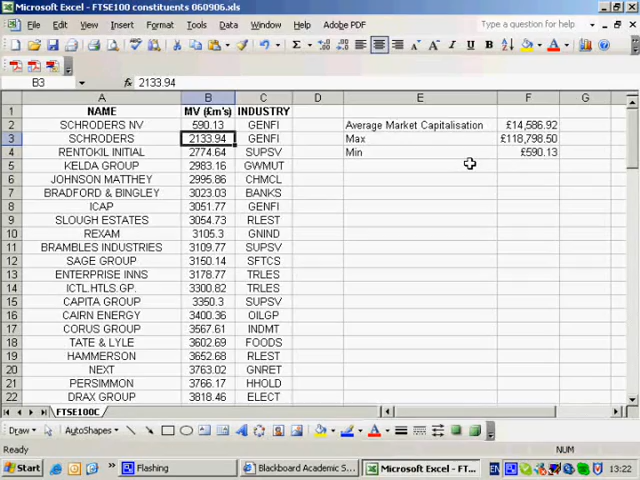 Microsoft Excel - FTSE100 constituents 060906.xls
File Edit View Insert Format Tools Data Window Help Adobe PDF
Type a question for help
B3 fx 2133.94
A B C D E F G
1 NAME MV (£m's) INDUSTRY
2 SCHRODERS NV 590.13 GENFI Average Market Capitalisation £14,586.92
3 SCHRODERS 2133.94 GENFI Max £118,798.50
4 RENTOKIL INITIAL 2774.64 SUPSV Min £590.13
5 KELDA GROUP 2983.16 GWMUT
6 JOHNSON MATTHEY 2995.86 CHMCL
7 BRADFORD & BINGLEY 3023.03 BANKS
8 ICAP 3051.77 GENFI
9 SLOUGH ESTATES 3054.73 RLEST
10 REXAM 3105.3 GNIND
11 BRAMBLES INDUSTRIES 3109.77 SUPSV
12 SAGE GROUP 3150.14 SFTCS
13 ENTERPRISE INNS 3178.77 TRLES
14 ICTL.HTLS.GP. 3300.82 TRLES
15 CAPITA GROUP 3350.3 SUPSV
16 CAIRN ENERGY 3400.36 OILGP
17 CORUS GROUP 3567.61 INDMT
18 TATE & LYLE 3602.69 FOODS
19 HAMMERSON 3652.68 RLEST
20 NEXT 3763.02 GNRET
21 PERSIMMON 3766.17 HHOLD
22 DRAX GROUP 3818.46 ELECT
FTSE100C
Draw AutoShapes
Ready NUM
Start Flashing Blackboard Academic S... Microsoft Excel - FT... EN 13:22